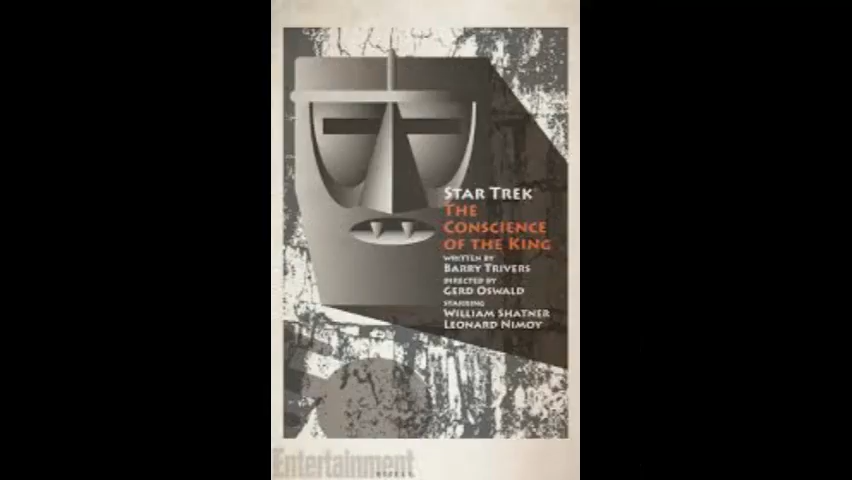 STAR TREK
THE
CONSCIENCE
OF THE KING
WRITTEN BY
BARRY TRIVERS
DIRECTED BY
GERD OSWALD
STARRING
WILLIAM SHATNER
LEONARD NIMOY
Entertainment